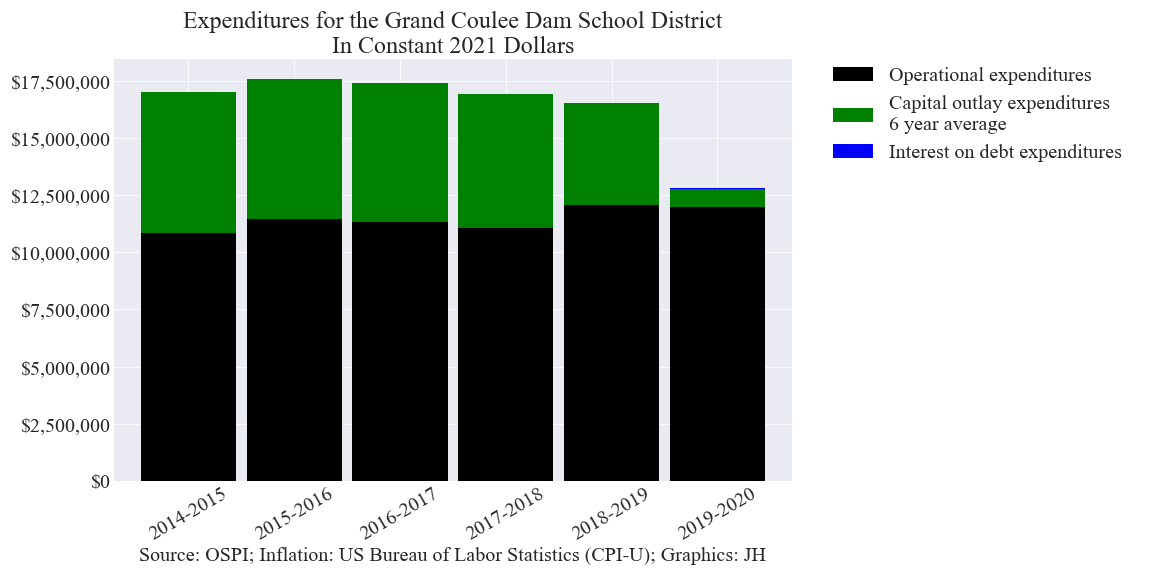 Expenditures for the Grand Coulee Dam School District
In Constant 2021 Dollars
Operational expenditures
Capital outlay expenditures
6 year average
Interest on debt expenditures
$17,500,000
$15,000,000
$12,500,000
$10,000,000
$7,500,000
$5,000,000
$2,500,000
$0
2014-2015
2015-2016
2016-2017
2017-2018
2018-2019
2019-2020
Source: OSPI; Inflation: US Bureau of Labor Statistics (CPI-U); Graphics: JH